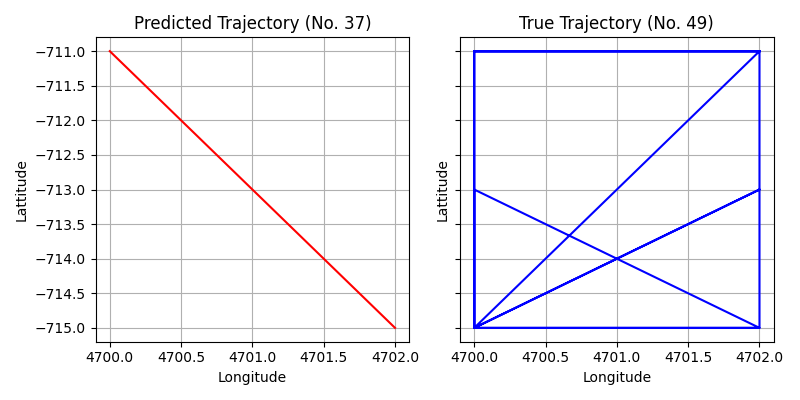 Predicted Trajectory (No. 37)
Lattitude
−711.0
−711.5
−712.0
−712.5
−713.0
−713.5
−714.0
−714.5
−715.0
4700.0 4700.5 4701.0 4701.5 4702.0
Longitude
True Trajectory (No. 49)
Lattitude
4700.0 4700.5 4701.0 4701.5 4702.0
Longitude